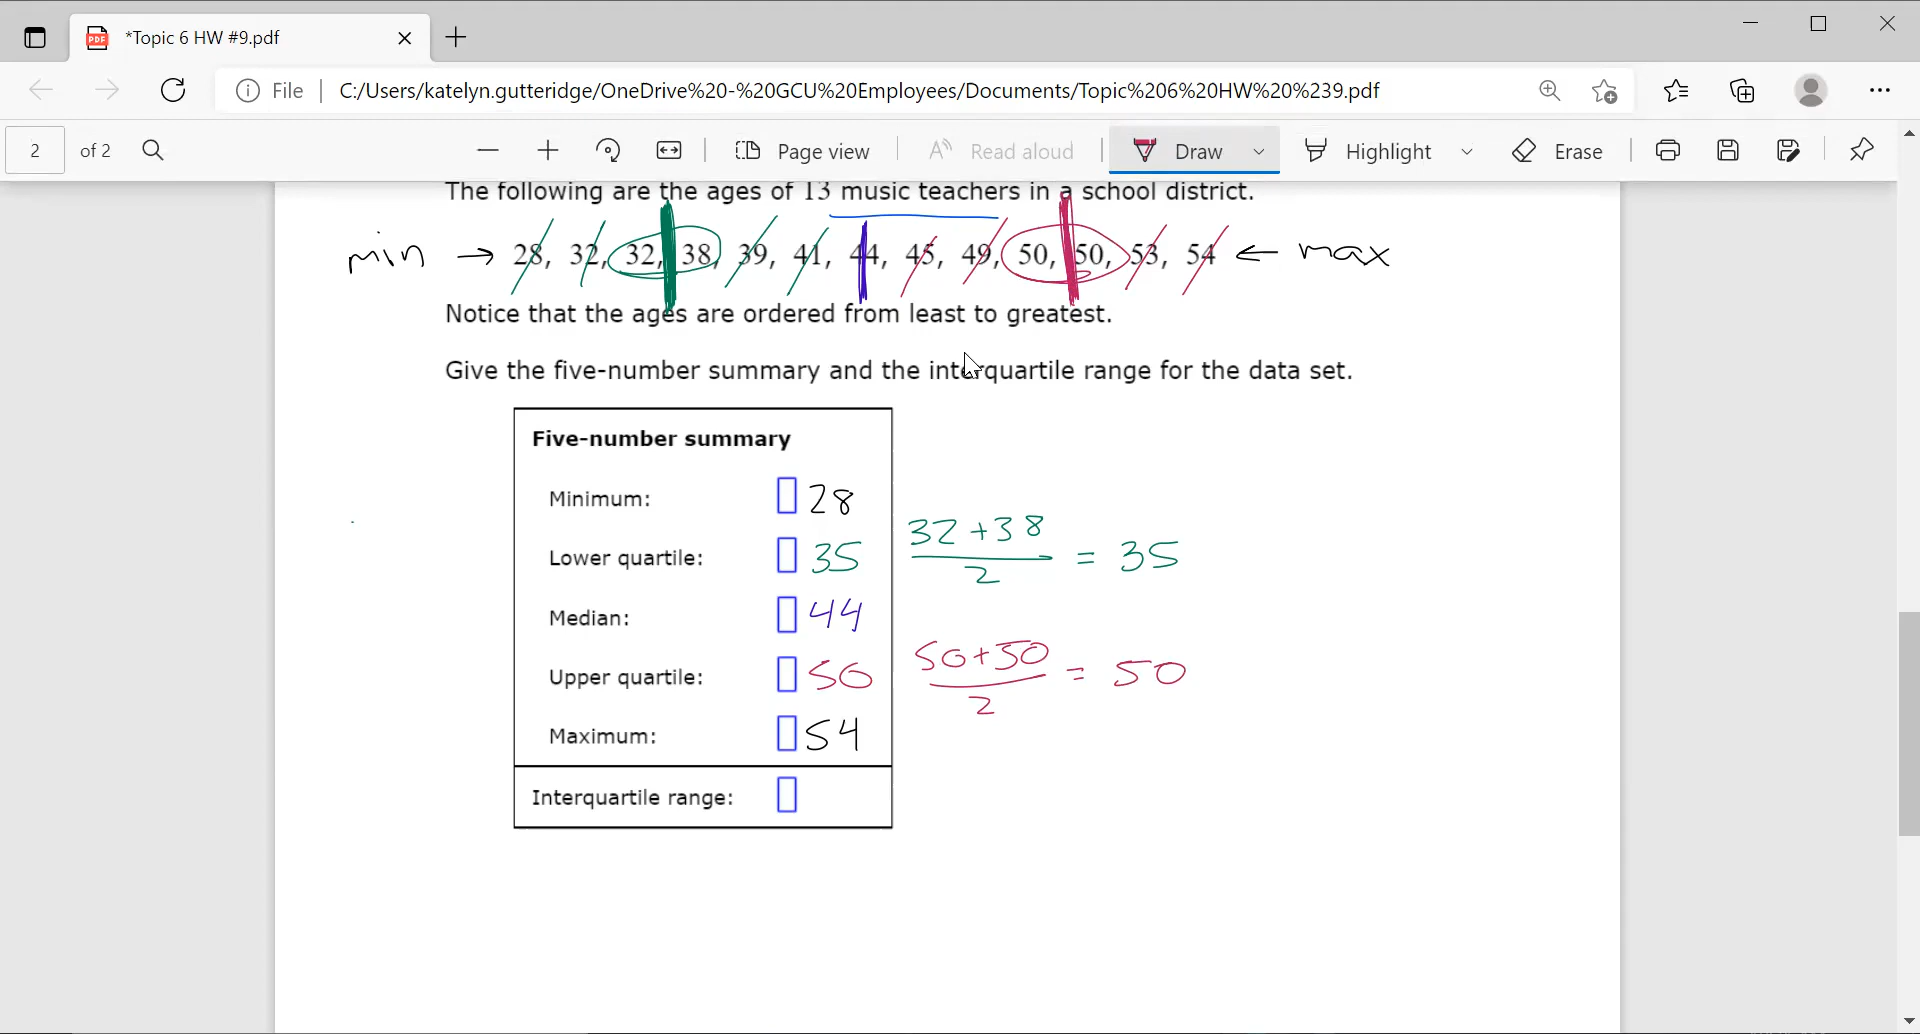 *Topic 6 HW #9.pdf
File | C:/Users/katelyn.gutteridge/OneDrive%20-%20GCU%20Employees/Documents/Topic%206%20HW%20%239.pdf
2 of 2 Page view Read aloud Draw Highlight Erase
The following are the ages of 13 music teachers in a school district.
min → 28, 32, 32, 38, 39, 41, 44, 45, 49, 50, 50, 53, 54 ← max
Notice that the ages are ordered from least to greatest.
Give the five-number summary and the interquartile range for the data set.
Five-number summary
Minimum: 28
Lower quartile: 35 32+38/2 = 35
Median: 44
Upper quartile: 50 50+50/2 = 50
Maximum: 54
Interquartile range: